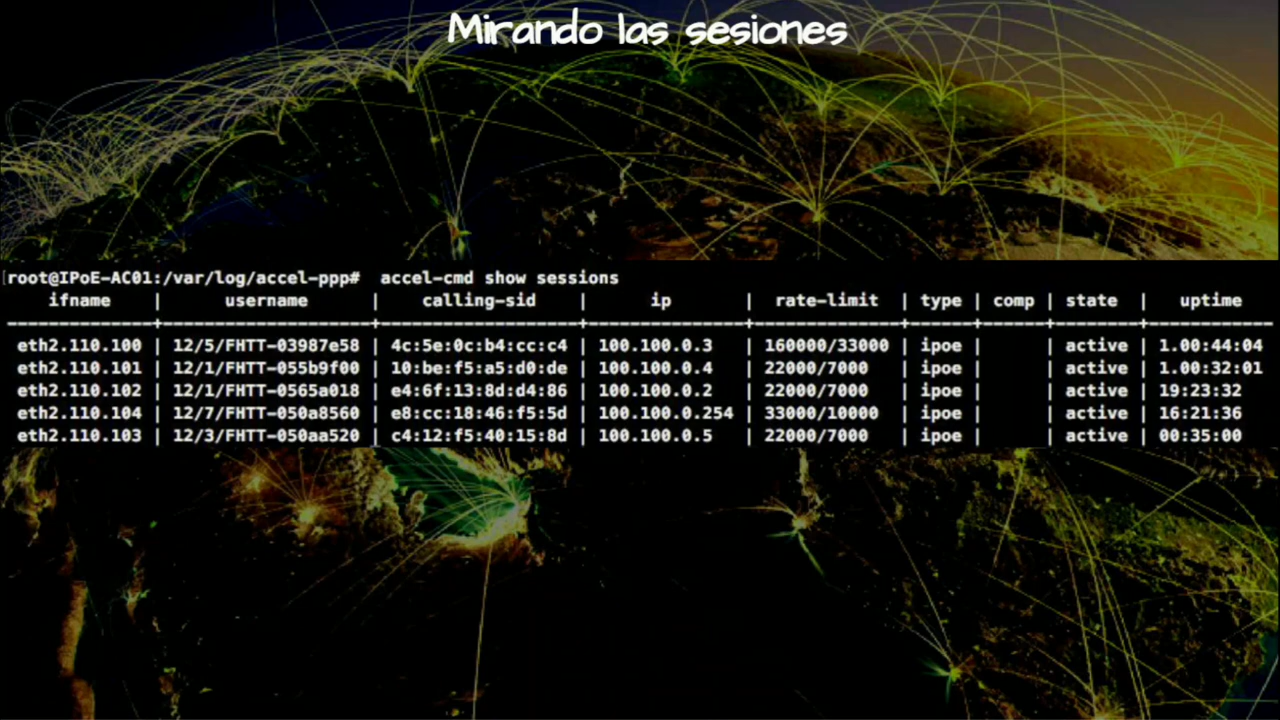 Mirando las sesiones
root@IPoE-AC01:/var/log/accel-ppp#  accel-cmd show sessions
ifname | username | calling-sid | ip | rate-limit | type | comp | state | uptime
-----------+---------------------+-------------------+---------------+--------------+------+------+--------+------------
eth2.110.100 | 12/5/FHTT-03987e58 | 4c:5e:0c:b4:cc:c4 | 100.100.0.3 | 160000/33000 | ipoe | | active | 1.00:44:04
eth2.110.101 | 12/1/FHTT-055b9f00 | 10:be:f5:a5:d0:de | 100.100.0.4 | 22000/7000 | ipoe | | active | 1.00:32:01
eth2.110.102 | 12/1/FHTT-0565a018 | e4:6f:13:8d:d4:86 | 100.100.0.2 | 22000/7000 | ipoe | | active | 19:23:32
eth2.110.104 | 12/7/FHTT-050a8560 | e8:cc:18:46:f5:5d | 100.100.0.254 | 33000/10000 | ipoe | | active | 16:21:36
eth2.110.103 | 12/3/FHTT-050aa520 | c4:12:f5:40:15:8d | 100.100.0.5 | 22000/7000 | ipoe | | active | 00:35:00